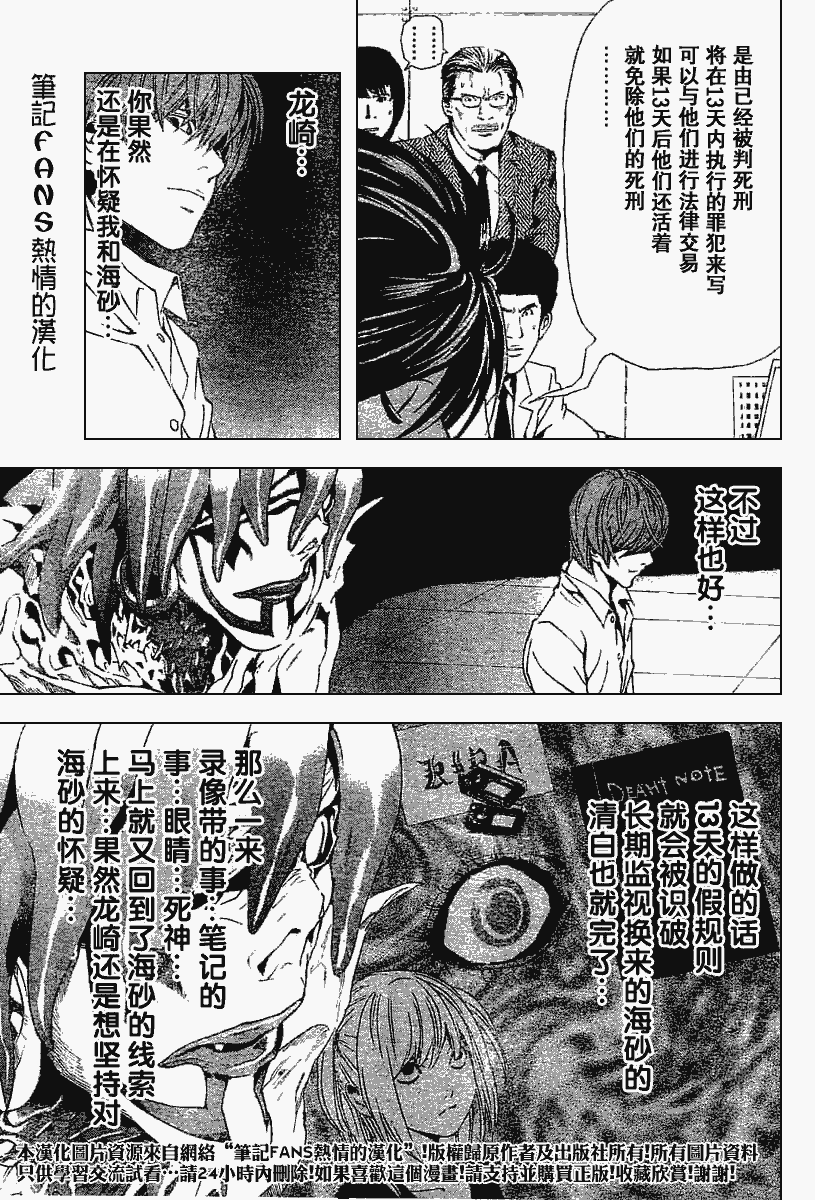 是由已经被判死刑
将在13天内执行的罪犯来写
可以与他们进行法律交易
如果13天后他们还活着
就免除他们的死刑
…………
……
龙崎…
你果然
还是在怀疑我和海砂…
筆記FANS熱情的漢化
不过
这样也好…
KIRA
DEAHT NOTE
这样做的话
13天的假规则
就会被识破
长期监视换来的海砂的
清白也就完了…
那么一来
录像带的事…笔记的
事…眼睛…死神…
马上就又回到了海砂的线索
上来…果然龙崎还是想坚持对
海砂的怀疑…
本漢化圖片資源來自網絡“筆記FANS熱情的漢化”!版權歸原作者及出版社所有!所有圖片資料
只供學習交流試看…請24小時內刪除!如果喜歡這個漫畫!請支持並購買正版!收藏欣賞!謝謝!